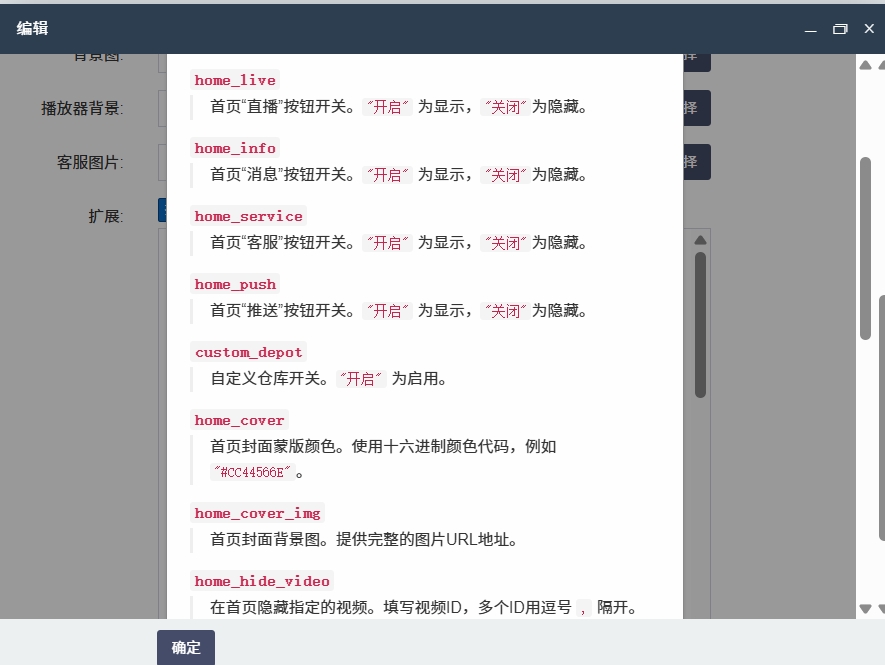 编辑
背景图:
择
播放器背景:
择
客服图片:
择
扩展:
home_live
首页“直播”按钮开关。 "开启" 为显示， "关闭" 为隐藏。
home_info
首页“消息”按钮开关。 "开启" 为显示， "关闭" 为隐藏。
home_service
首页“客服”按钮开关。 "开启" 为显示， "关闭" 为隐藏。
home_push
首页“推送”按钮开关。 "开启" 为显示， "关闭" 为隐藏。
custom_depot
自定义仓库开关。 "开启" 为启用。
home_cover
首页封面蒙版颜色。使用十六进制颜色代码，例如
"#CC44566E" 。
home_cover_img
首页封面背景图。提供完整的图片URL地址。
home_hide_video
在首页隐藏指定的视频。填写视频ID，多个ID用逗号 , 隔开。
确定